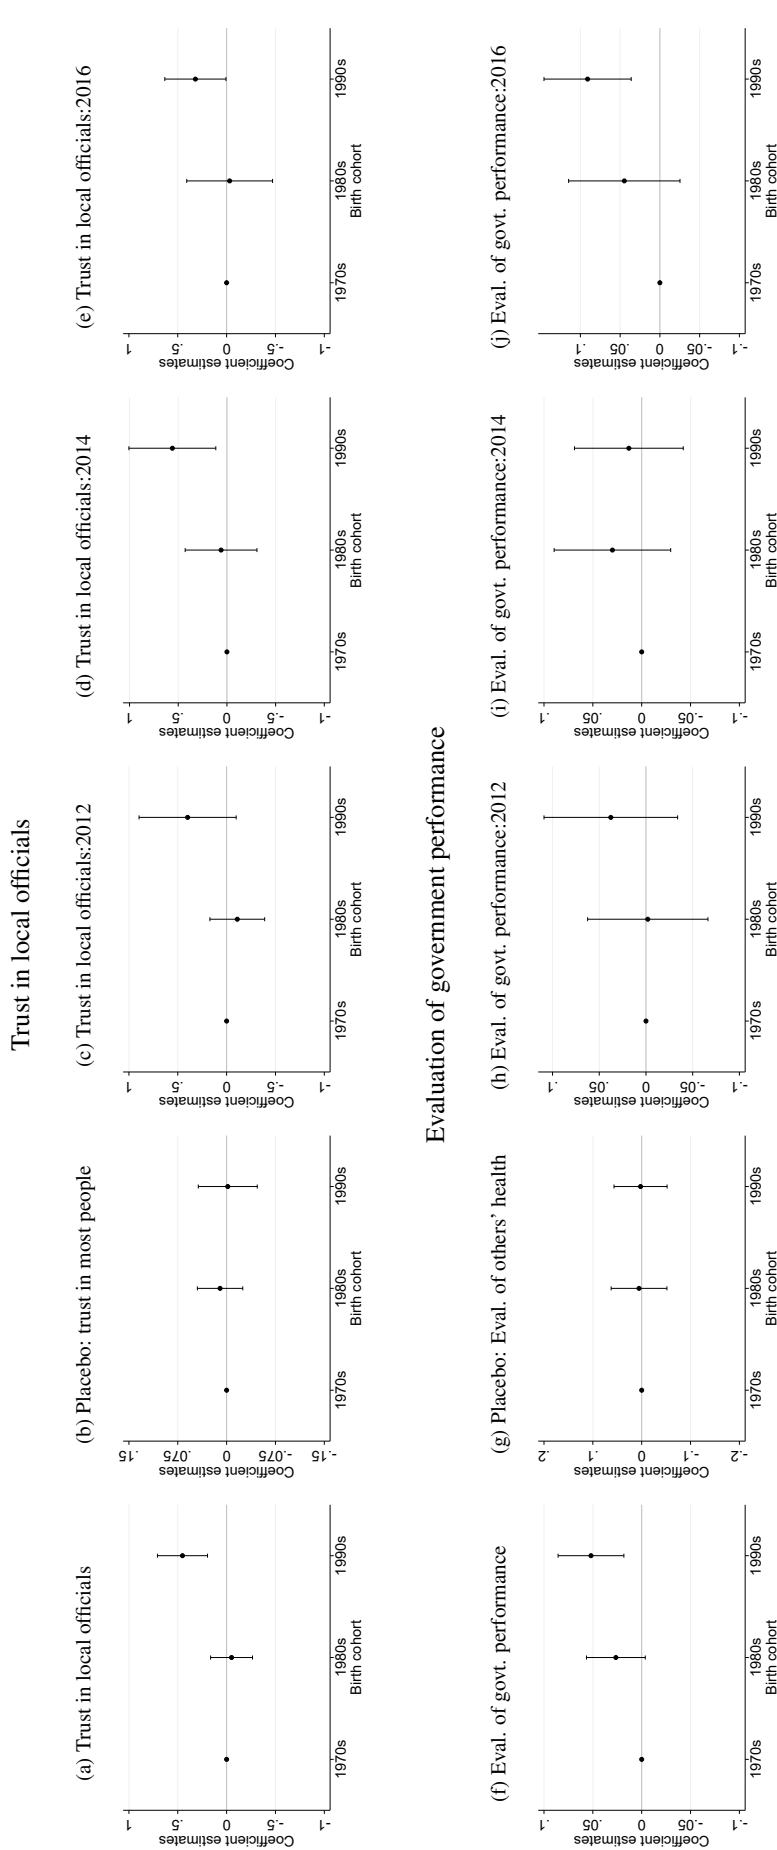 Trust in local officials
(a) Trust in local officials
Coefficient estimates
1
.5
0
-.5
-1
1970s
1980s
1990s
Birth cohort
(b) Placebo: trust in most people
Coefficient estimates
.15
.075
0
-.075
-.15
1970s
1980s
1990s
Birth cohort
(c) Trust in local officials:2012
Coefficient estimates
1
.5
0
-.5
-1
1970s
1980s
1990s
Birth cohort
(d) Trust in local officials:2014
Coefficient estimates
1
.5
0
-.5
-1
1970s
1980s
1990s
Birth cohort
(e) Trust in local officials:2016
Coefficient estimates
1
.5
0
-.5
-1
1970s
1980s
1990s
Birth cohort
Evaluation of government performance
(f) Eval. of govt. performance
Coefficient estimates
.1
.05
0
-.05
-.1
1970s
1980s
1990s
Birth cohort
(g) Placebo: Eval. of others’ health
Coefficient estimates
.2
.1
0
-.1
-.2
1970s
1980s
1990s
Birth cohort
(h) Eval. of govt. performance:2012
Coefficient estimates
.1
.05
0
-.05
-.1
1970s
1980s
1990s
Birth cohort
(i) Eval. of govt. performance:2014
Coefficient estimates
.1
.05
0
-.05
-.1
1970s
1980s
1990s
Birth cohort
(j) Eval. of govt. performance:2016
Coefficient estimates
.1
.05
0
-.05
-.1
1970s
1980s
1990s
Birth cohort